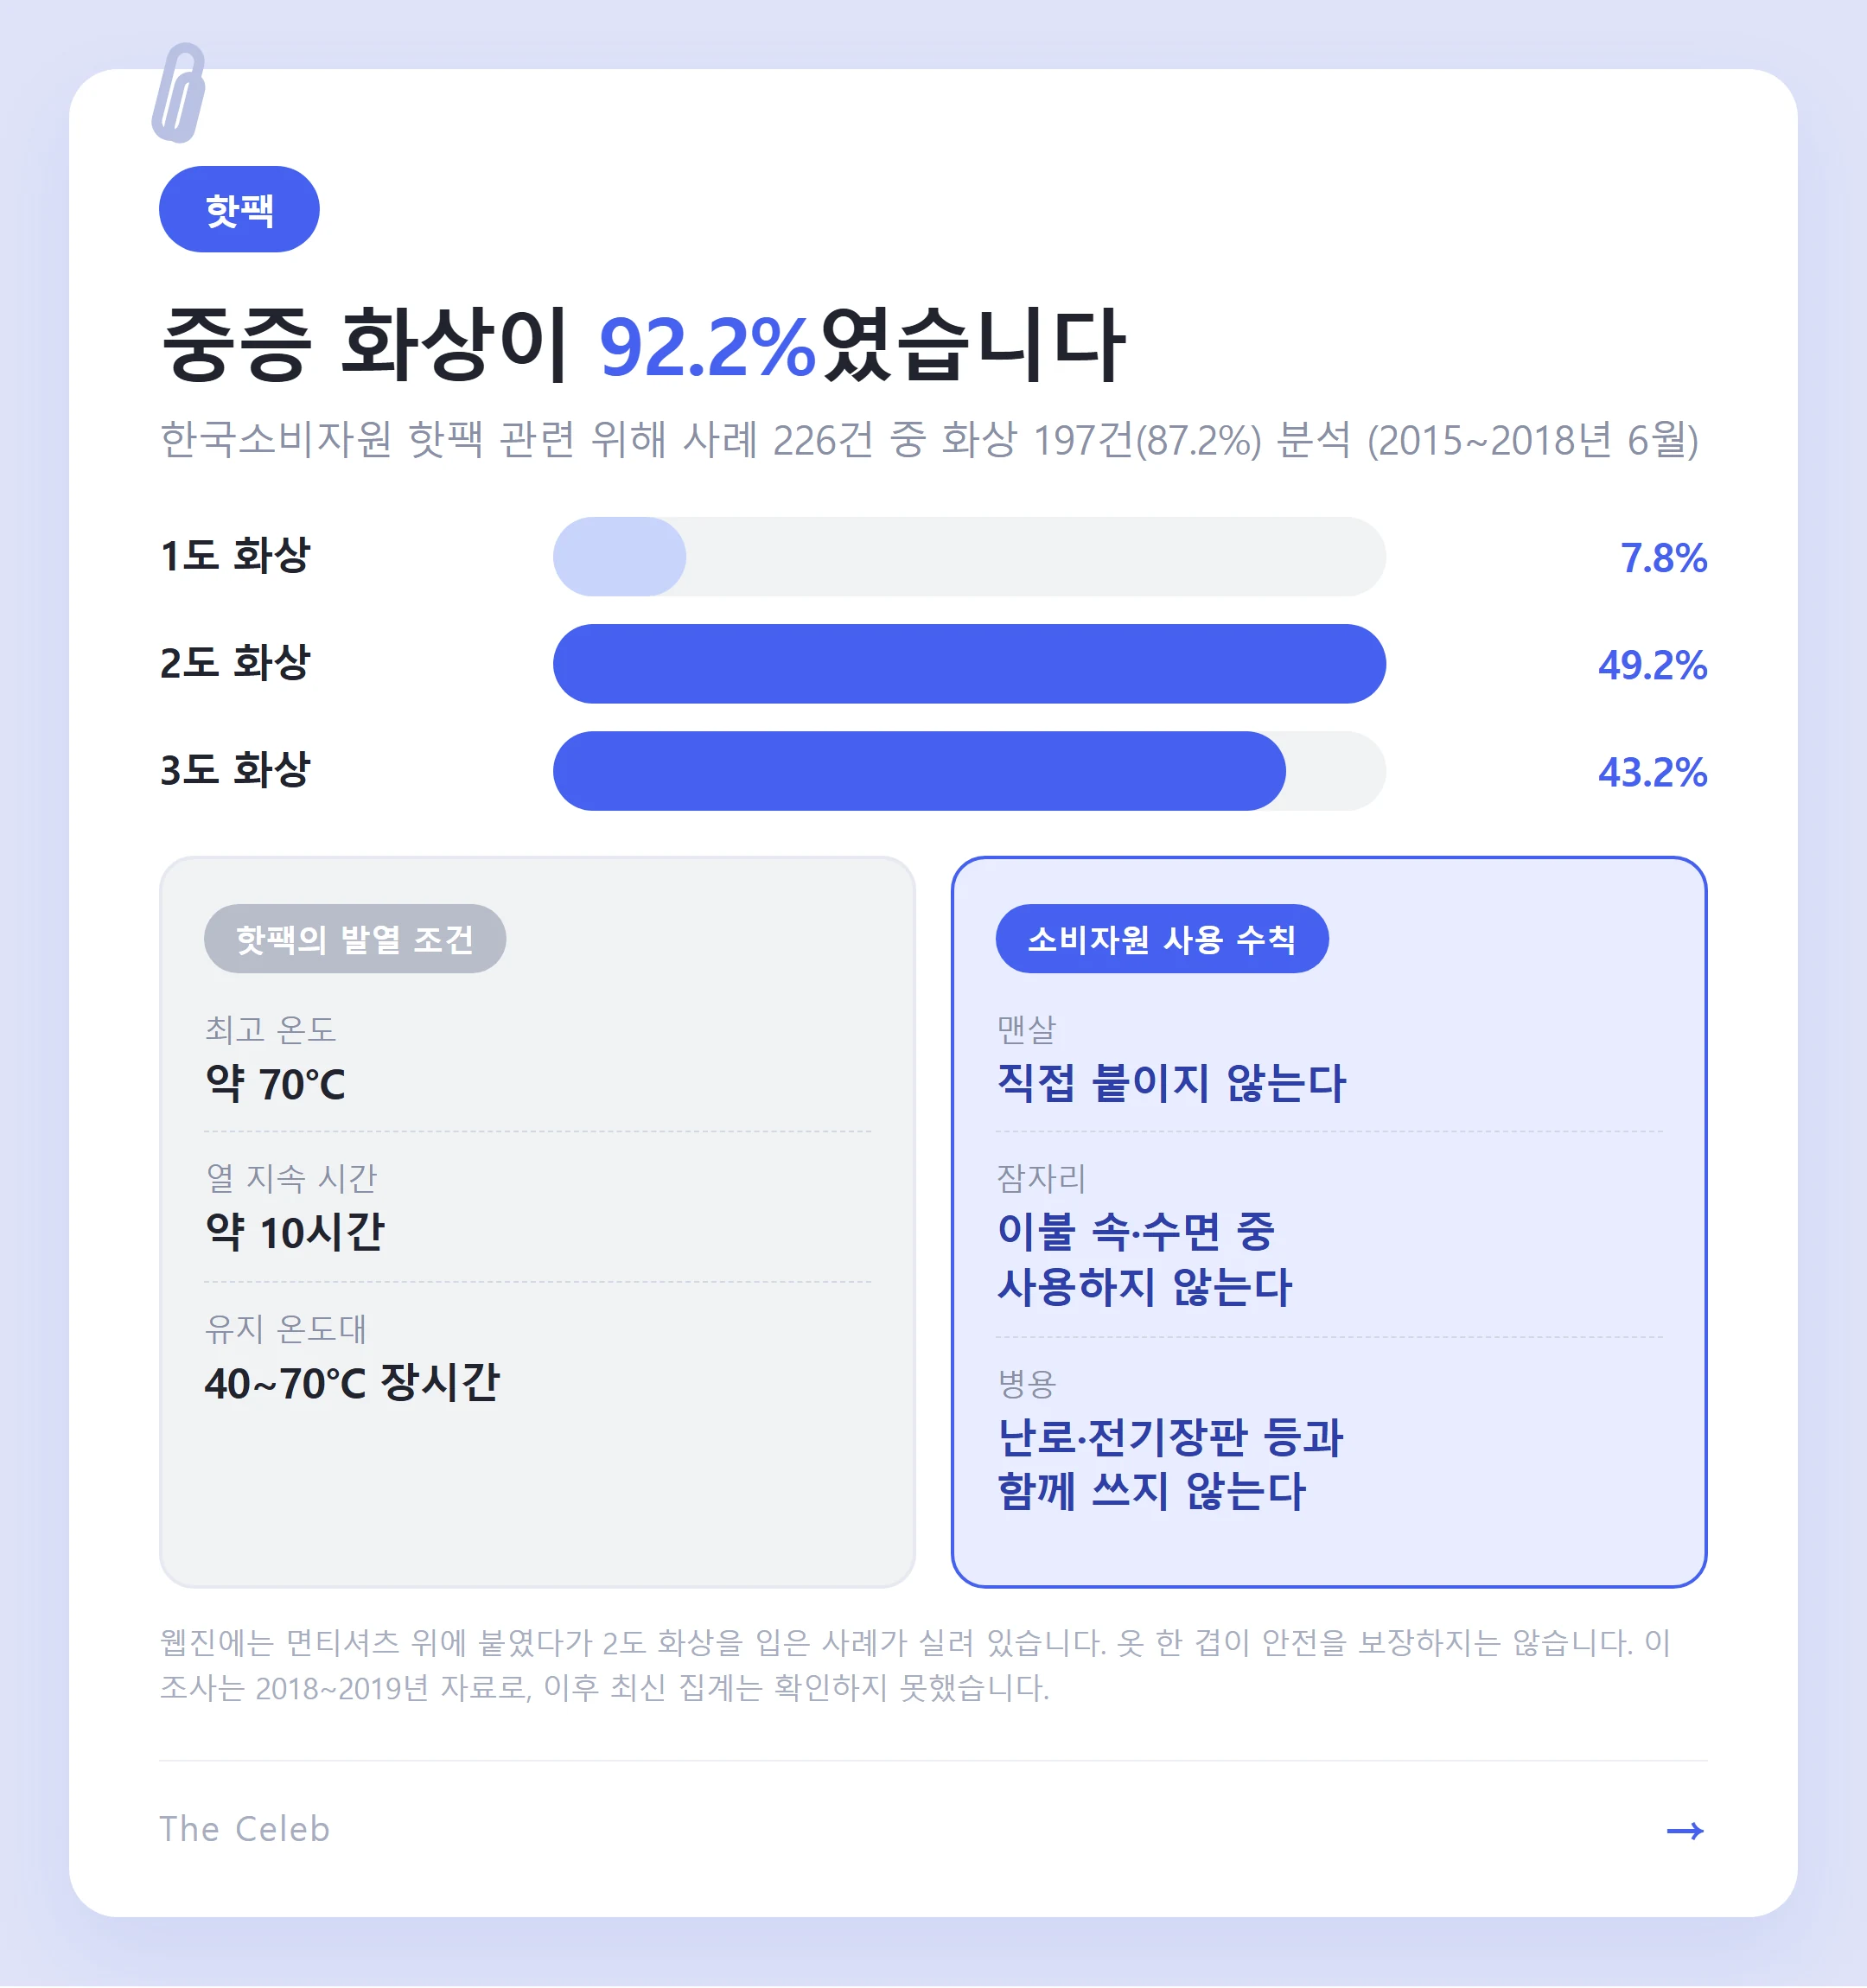 핫팩
중증 화상이 92.2%였습니다
한국소비자원 핫팩 관련 위해 사례 226건 중 화상 197건(87.2%) 분석 (2015~2018년 6월)
1도 화상 7.8%
2도 화상 49.2%
3도 화상 43.2%
핫팩의 발열 조건
최고 온도
약 70℃
열 지속 시간
약 10시간
유지 온도대
40~70℃ 장시간
소비자원 사용 수칙
맨살
직접 붙이지 않는다
잠자리
이불 속·수면 중
사용하지 않는다
병용
난로·전기장판 등과
함께 쓰지 않는다
웹진에는 면티셔츠 위에 붙였다가 2도 화상을 입은 사례가 실려 있습니다. 옷 한 겹이 안전을 보장하지는 않습니다. 이
조사는 2018~2019년 자료로, 이후 최신 집계는 확인하지 못했습니다.
The Celeb →